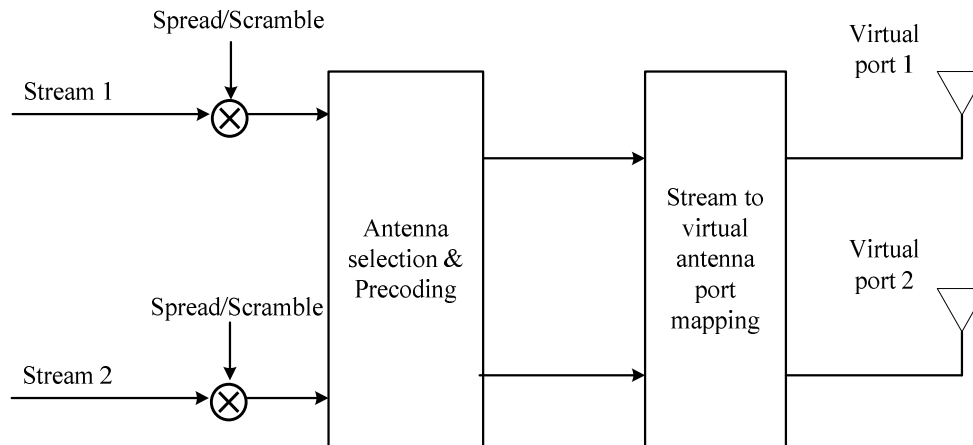 Spread/Scramble
Stream 1
Antenna
selection &
Precoding
Stream to
virtual
antenna
port
mapping
Virtual
port 1
Virtual
port 2
Spread/Scramble
Stream 2